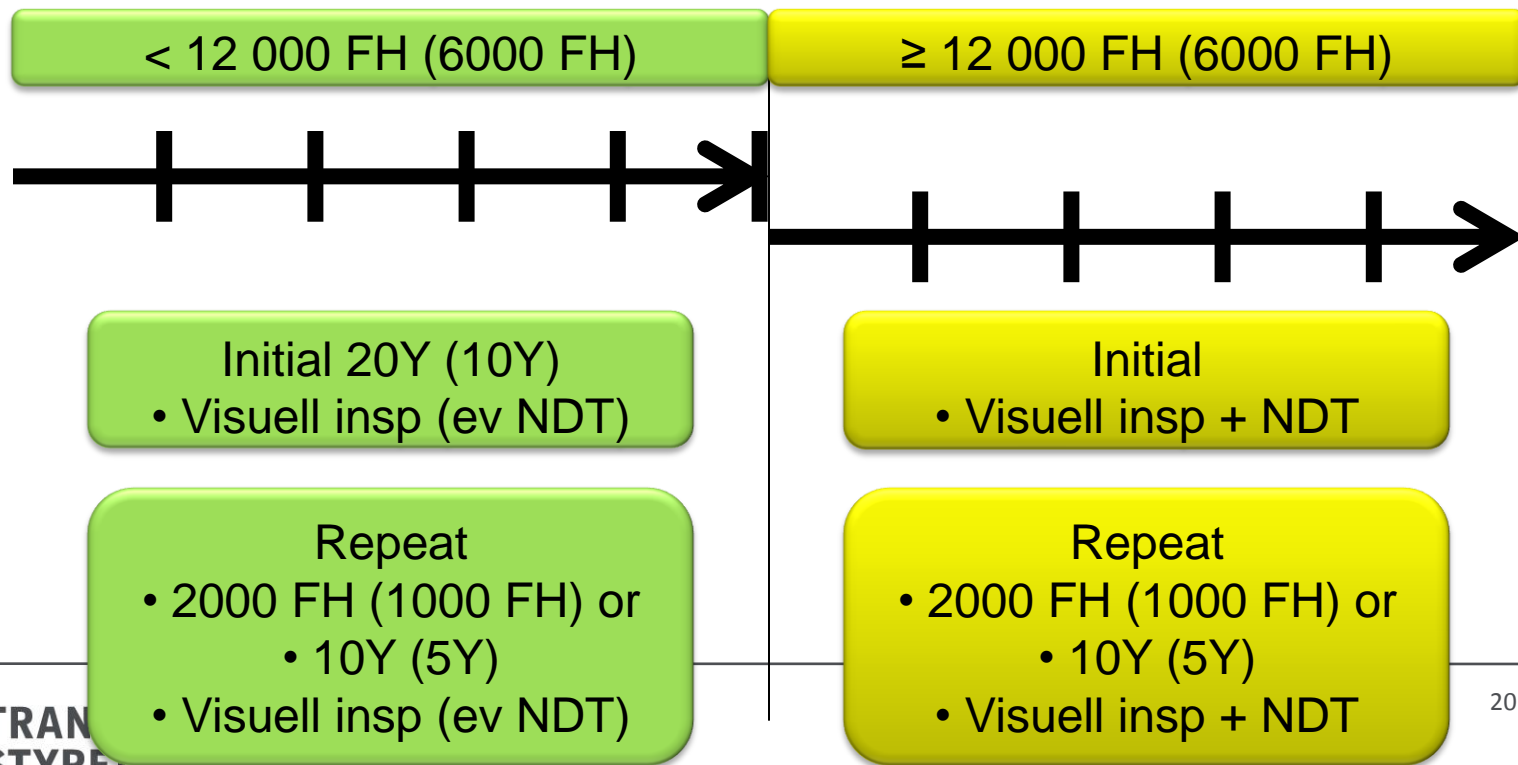 < 12 000 FH (6000 FH)
≥ 12 000 FH (6000 FH)
Initial 20Y (10Y)
• Visuell insp (ev NDT)
Initial
• Visuell insp + NDT
Repeat
• 2000 FH (1000 FH) or
• 10Y (5Y)
• Visuell insp (ev NDT)
Repeat
• 2000 FH (1000 FH) or
• 10Y (5Y)
• Visuell insp + NDT
TRAN
20